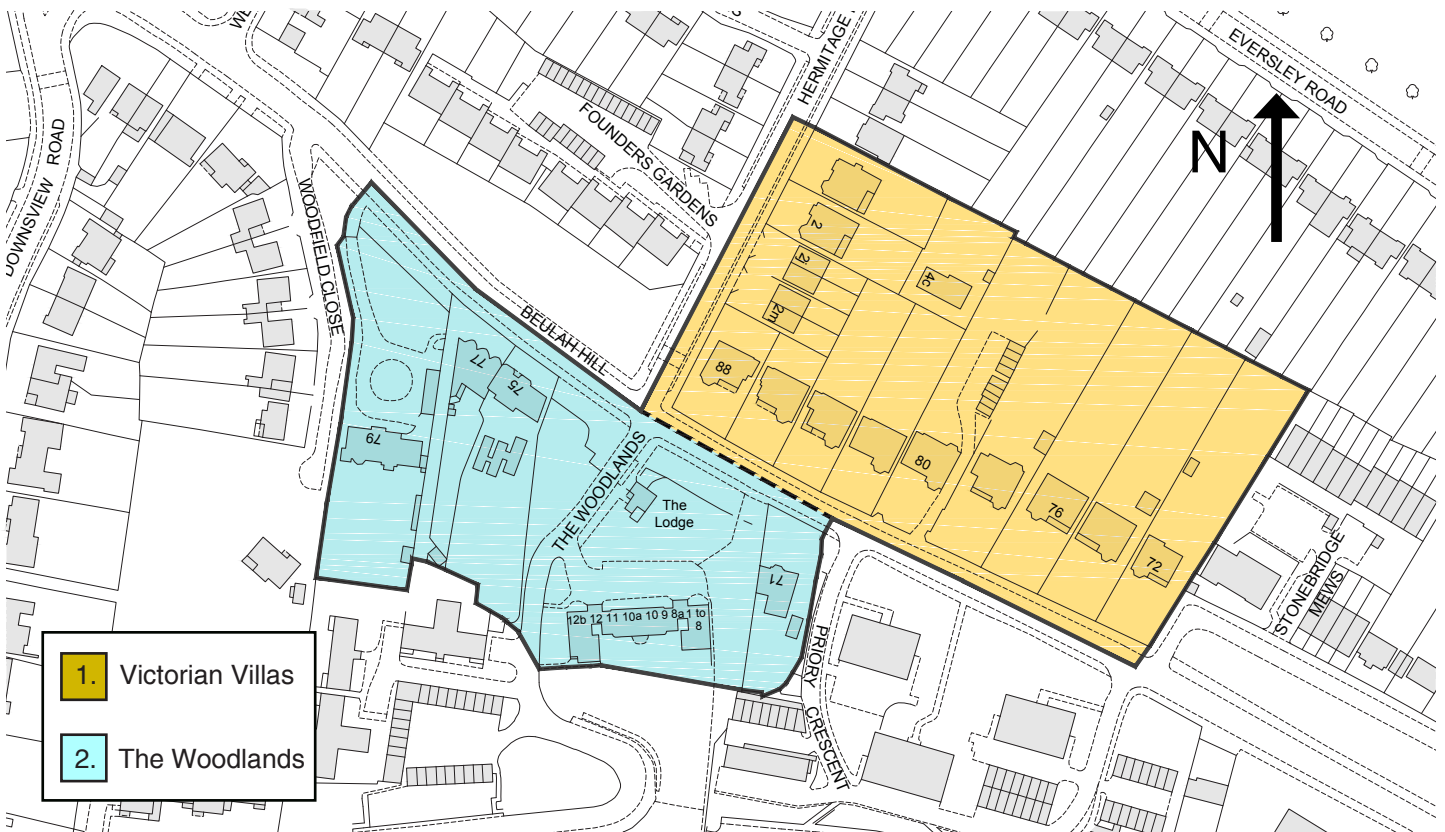 WE
S
HERMITAGE
EVERSLEY ROAD
DOWNSVIEW ROAD
FOUNDERS GARDENS
N
WOODFIELD CLOSE
BEULAH HILL
2
2j
2m
4c
88
80
76
72
77
75
79
THE WOODLANDS
The
Lodge
71
12b 12 11 10a 10 9 8a 1 to
8
PRIORY CRESCENT
STONEBRIDGE
MEWS
1. Victorian Villas
2. The Woodlands